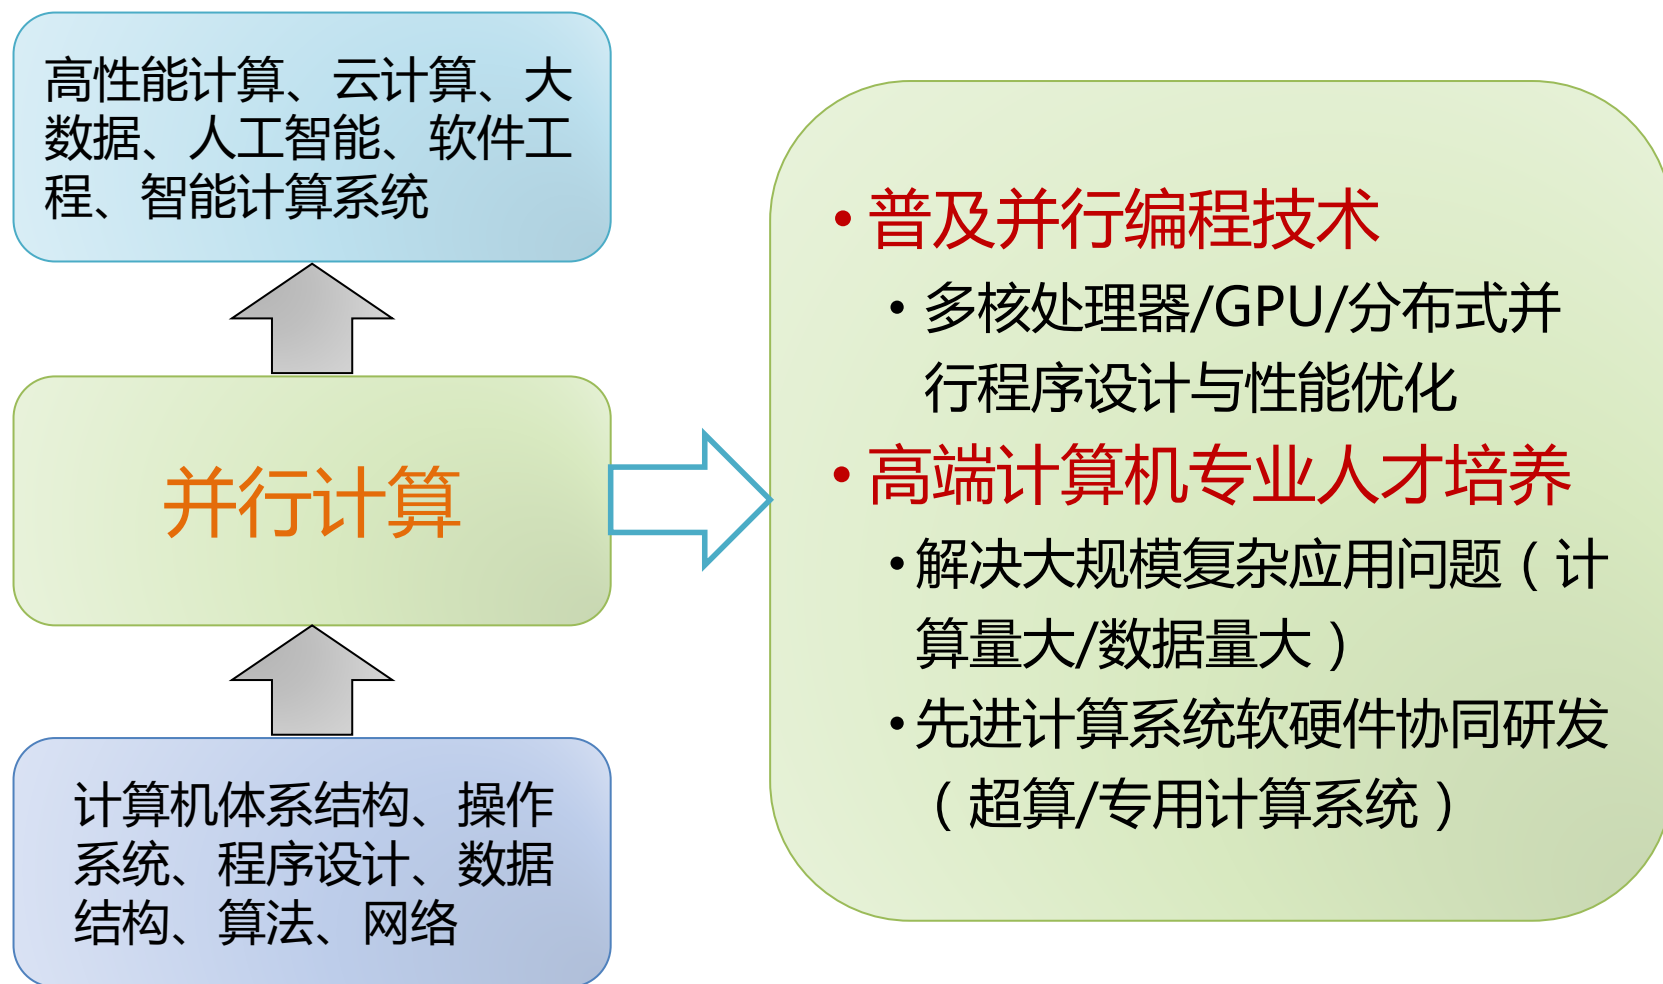 高性能计算、云计算、大
数据、人工智能、软件工
程、智能计算系统
并行计算
计算机体系结构、操作
系统、程序设计、数据
结构、算法、网络
• 普及并行编程技术
• 多核处理器/GPU/分布式并
行程序设计与性能优化
• 高端计算机专业人才培养
• 解决大规模复杂应用问题（计
算量大/数据量大）
• 先进计算系统软硬件协同研发
（超算/专用计算系统）